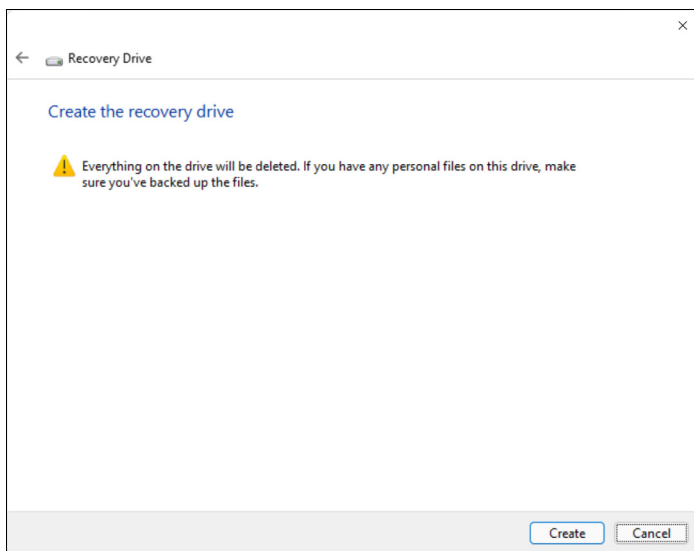 Recovery Drive
Create the recovery drive
Everything on the drive will be deleted. If you have any personal files on this drive, make
sure you've backed up the files.
Create
Cancel